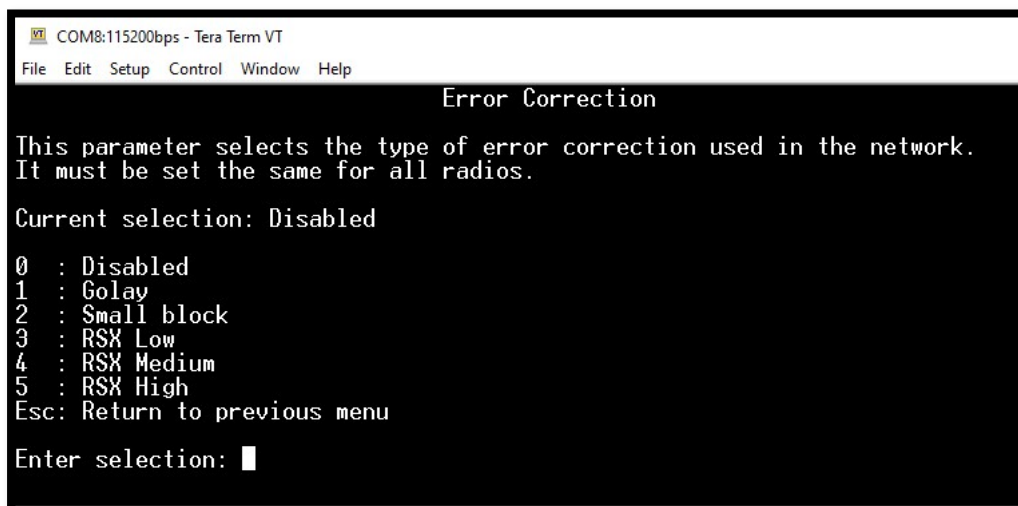 COM8:115200bps - Tera Term VT
File Edit Setup Control Window Help
Error Correction
This parameter selects the type of error correction used in the network.
It must be set the same for all radios.
Current selection: Disabled
0 : Disabled
1 : Golay
2 : Small block
3 : RSX Low
4 : RSX Medium
5 : RSX High
Esc: Return to previous menu
Enter selection: